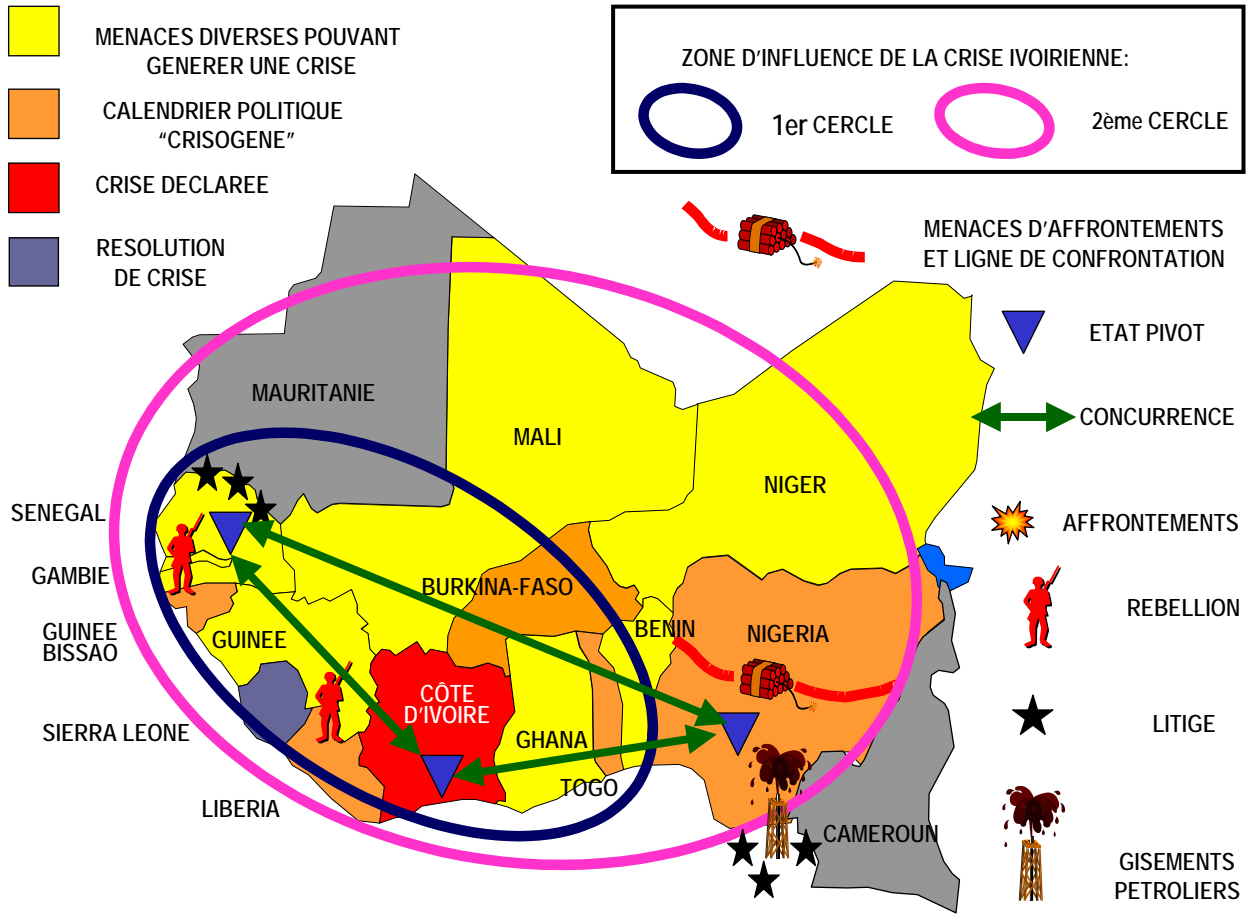 MENACES DIVERSES POUVANT
GENERER UNE CRISE
CALENDRIER POLITIQUE
“CRISOGENE”
CRISE DECLAREE
RESOLUTION
DE CRISE
ZONE D'INFLUENCE DE LA CRISE IVOIRIENNE:
1er CERCLE
2ème CERCLE
MENACES D'AFFRONTEMENTS
ET LIGNE DE CONFRONTATION
ETAT PIVOT
CONCURRENCE
AFFRONTEMENTS
REBELLION
LITIGE
GISEMENTS
PETROLIERS
MAURITANIE
MALI
NIGER
SENEGAL
GAMBIE
BURKINA-FASO
GUINEE
BISSAO
GUINEE
BENIN
NIGERIA
CÔTE
D'IVOIRE
SIERRA LEONE
GHANA
TOGO
LIBERIA
CAMEROUN